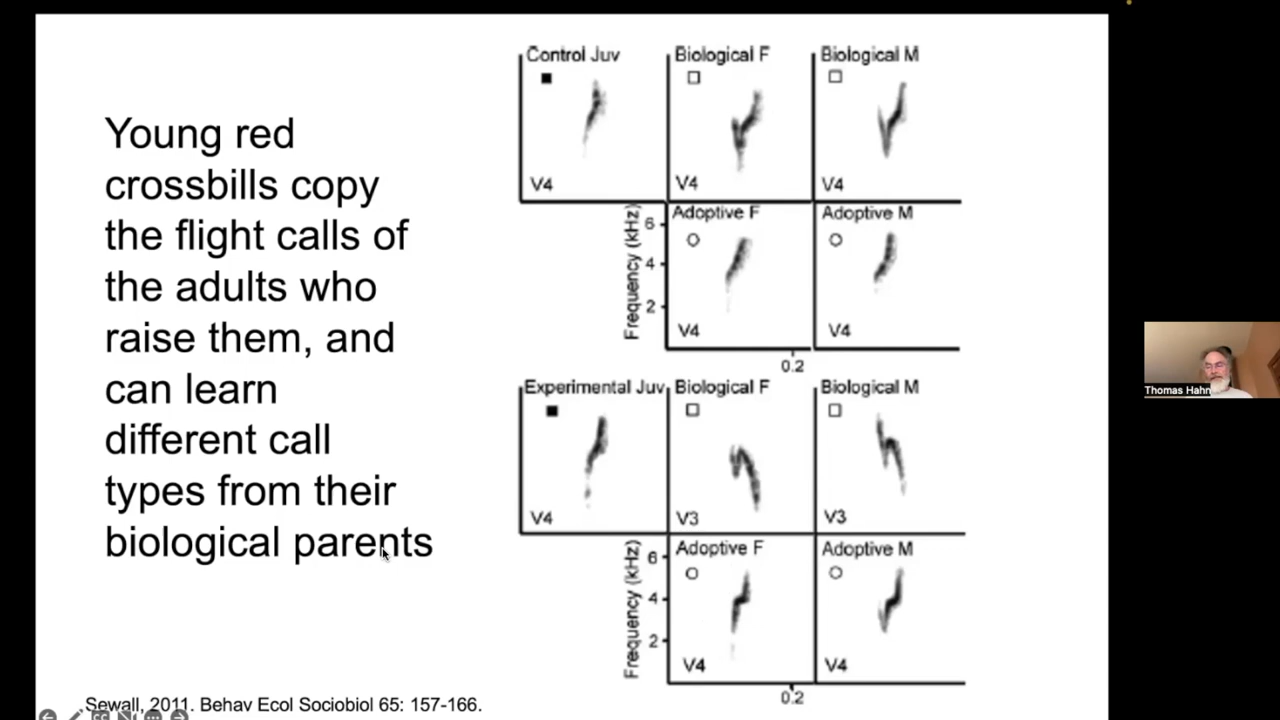 Young red
crossbills copy
the flight calls of
the adults who
raise them, and
can learn
different call
types from their
biological parents
Sewall, 2011. Behav Ecol Sociobiol 65: 157-166.
Control Juv
V4
Biological F
V4
Biological M
V4
Frequency (kHz)
6
4
2
Adoptive F
V4
Adoptive M
V4
0.2
Experimental Juv
V4
Biological F
V3
Biological M
V3
Frequency (kHz)
6
4
2
Adoptive F
V4
Adoptive M
V4
0.2
Thomas Hahn